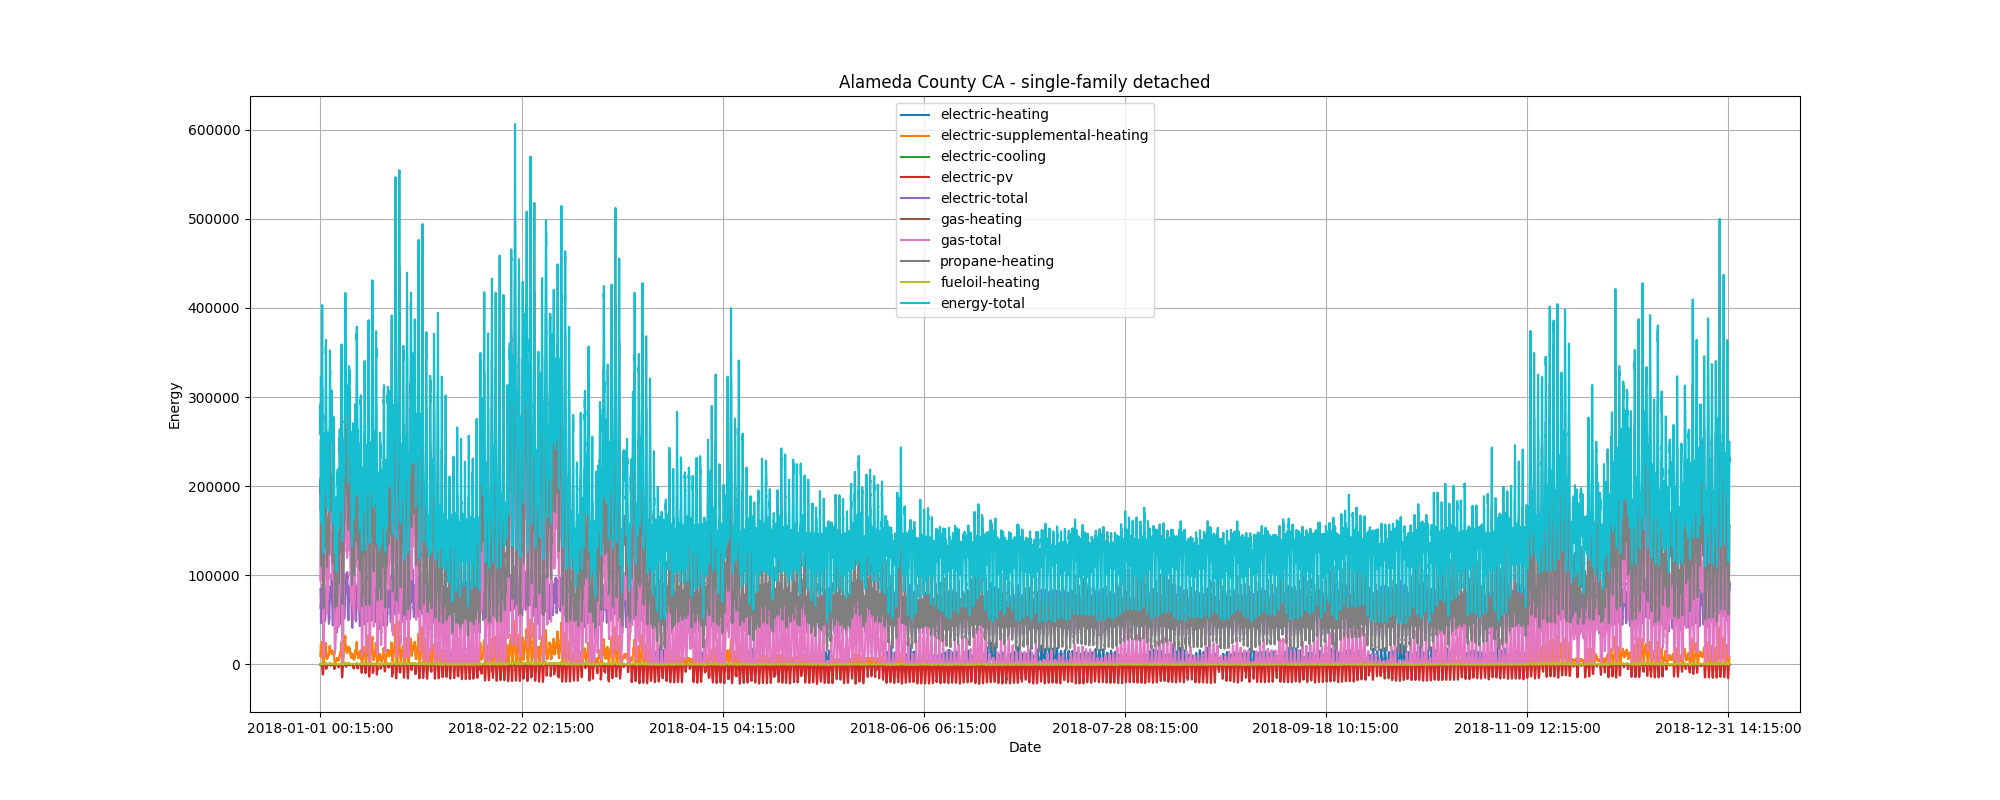 Alameda County CA - single-family detached
electric-heating
electric-supplemental-heating
electric-cooling
electric-pv
electric-total
gas-heating
gas-total
propane-heating
fueloil-heating
energy-total
Energy
600000
500000
400000
300000
200000
100000
0
2018-01-01 00:15:00
2018-02-22 02:15:00
2018-04-15 04:15:00
2018-06-06 06:15:00
2018-07-28 08:15:00
2018-09-18 10:15:00
2018-11-09 12:15:00
2018-12-31 14:15:00
Date